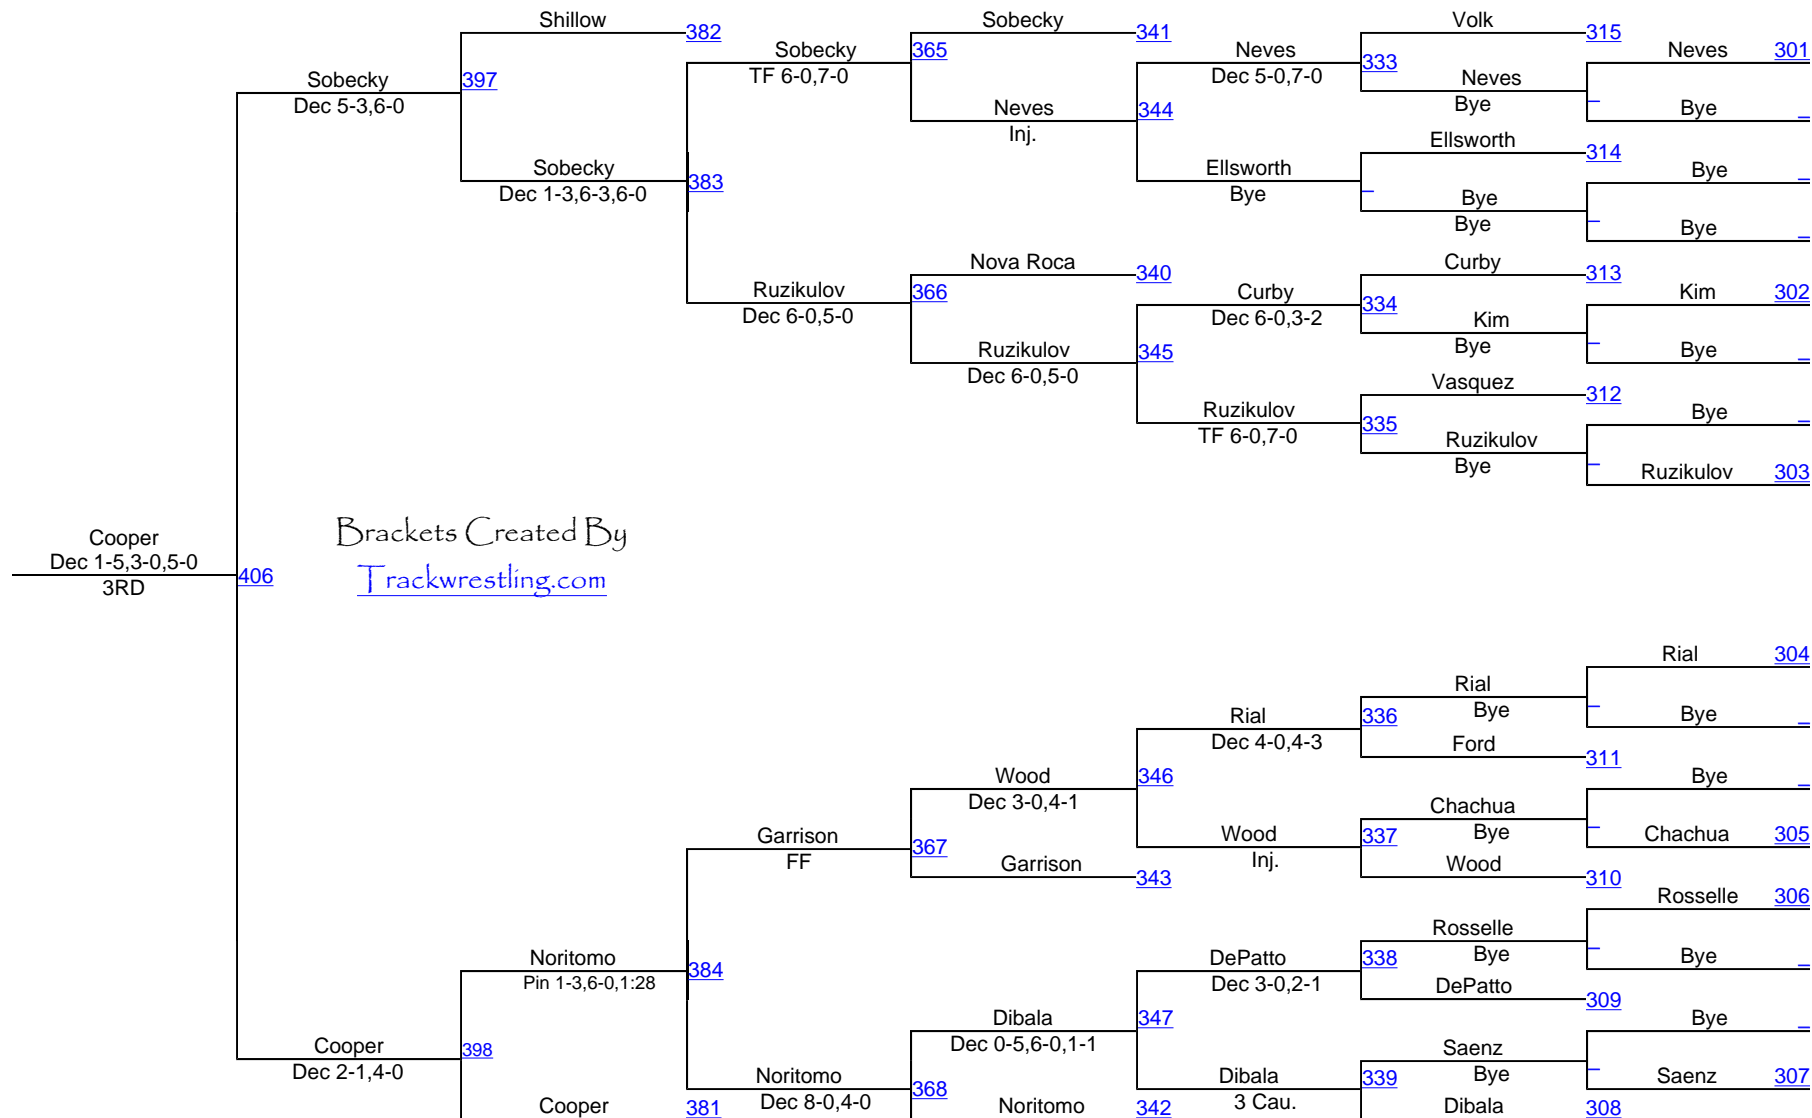 Shillow
382
Sobecky
341
Volk
315
Neves
301
Sobecky
TF 6-0,7-0
365
Neves
Dec 5-0,7-0
333
Neves
Bye
Bye
Sobecky
Dec 5-3,6-0
397
Neves
Inj.
344
Ellsworth
314
Bye
Sobecky
Dec 1-3,6-3,6-0
383
Ellsworth
Bye
Bye
Bye
Bye
Nova Roca
340
Curby
313
Kim
302
Ruzikulov
Dec 6-0,5-0
366
Curby
Dec 6-0,3-2
334
Kim
Bye
Bye
Ruzikulov
Dec 6-0,5-0
345
Vasquez
312
Bye
Ruzikulov
TF 6-0,7-0
335
Ruzikulov
Bye
Ruzikulov
303
Cooper
Dec 1-5,3-0,5-0
3RD
406
Brackets Created By
Trackwrestling.com
Rial
304
Rial
Bye
Bye
Rial
Dec 4-0,4-3
336
Ford
311
Wood
Dec 3-0,4-1
346
Bye
Chachua
Bye
Chachua
305
Garrison
FF
367
Wood
Inj.
337
Garrison
343
Wood
310
Rosselle
306
Rosselle
Bye
Bye
Noritomo
Pin 1-3,6-0,1:28
384
DePatto
Dec 3-0,2-1
338
DePatto
309
Dibala
Dec 0-5,6-0,1-1
347
Bye
Cooper
Dec 2-1,4-0
398
Saenz
Bye
Saenz
307
Noritomo
Dec 8-0,4-0
368
Dibala
3 Cau.
339
Cooper
381
Noritomo
342
Dibala
308